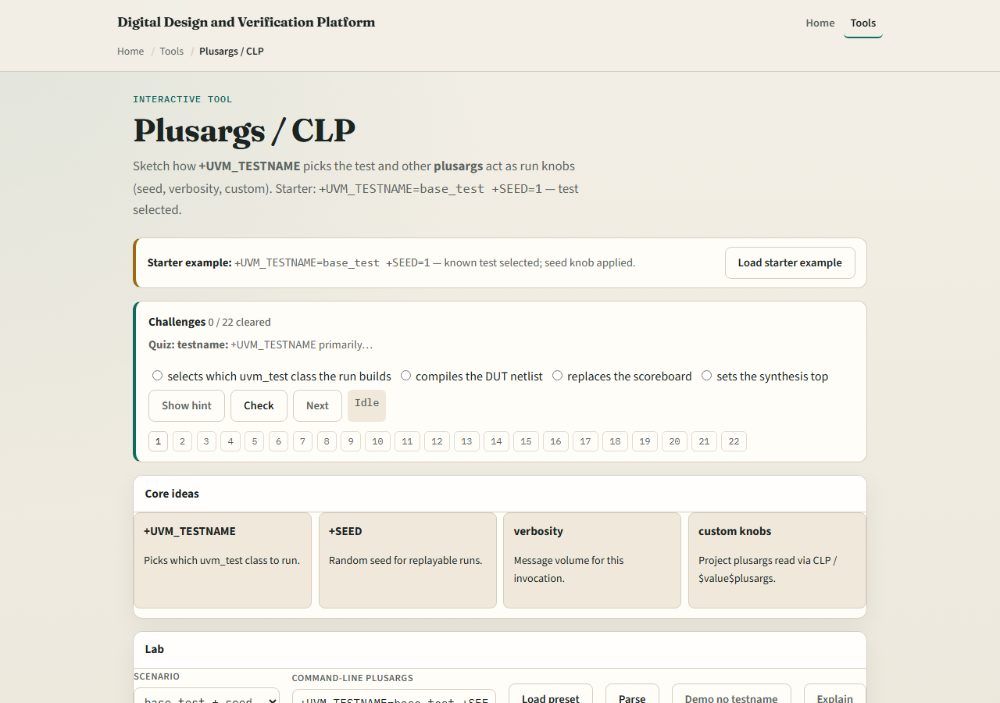 Digital Design and Verification Platform
Home Tools
Home / Tools / Plusargs / CLP
INTERACTIVE TOOL
Plusargs / CLP
Sketch how +UVM_TESTNAME picks the test and other plusargs act as run knobs
(seed, verbosity, custom). Starter: +UVM_TESTNAME=base_test +SEED=1 — test
selected.
Starter example: +UVM_TESTNAME=base_test +SEED=1 — known test selected; seed knob applied.
Load starter example
Challenges 0 / 22 cleared
Quiz: testname: +UVM_TESTNAME primarily…
selects which uvm_test class the run builds compiles the DUT netlist replaces the scoreboard sets the synthesis top
Show hint Check Next Idle
1 2 3 4 5 6 7 8 9 10 11 12 13 14 15 16 17 18 19 20 21 22
Core ideas
+UVM_TESTNAME
Picks which uvm_test class to run.
+SEED
Random seed for replayable runs.
verbosity
Message volume for this
invocation.
custom knobs
Project plusargs read via CLP /
$value$plusargs.
Lab
SCENARIO
base_test + seed
COMMAND-LINE PLUSARGS
+UVM_TESTNAME=base_test +SEE
Load preset Parse Demo no testname Explain